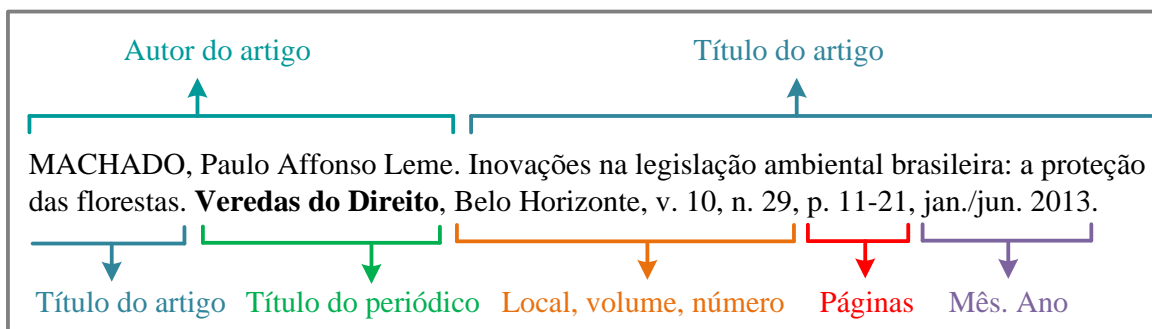 Autor do artigo Título do artigo
MACHADO, Paulo Affonso Leme. Inovações na legislação ambiental brasileira: a proteção
das florestas. Veredas do Direito, Belo Horizonte, v. 10, n. 29, p. 11-21, jan./jun. 2013.
Título do artigo Título do periódico Local, volume, número Páginas Mês. Ano